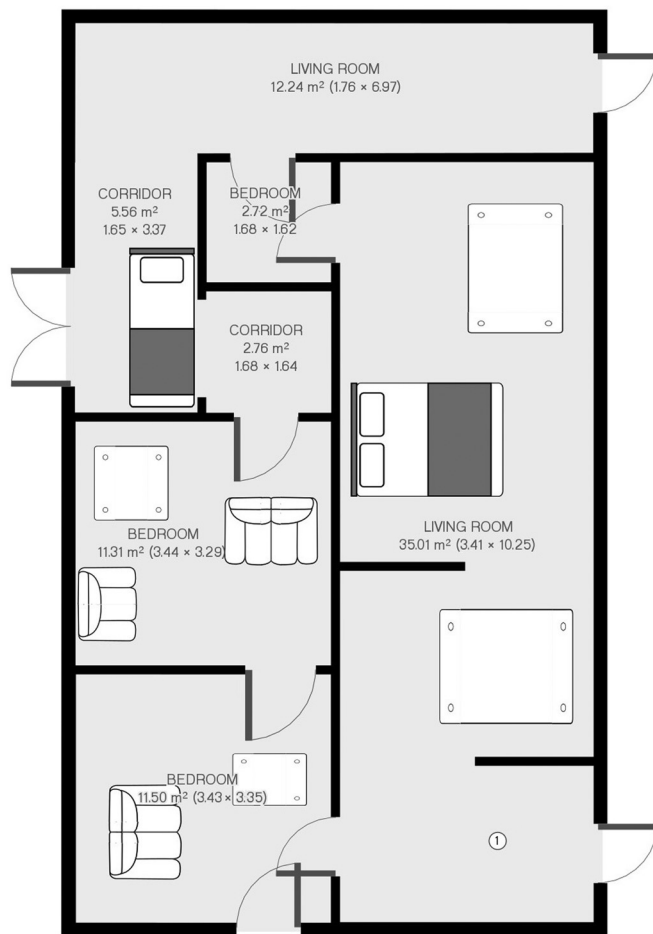 LIVING ROOM
12.24 m² (1.76 × 6.97)
CORRIDOR
5.56 m²
1.65 × 3.37
BEDROOM
2.72 m²
1.68 × 1.62
CORRIDOR
2.76 m²
1.68 × 1.64
BEDROOM
11.31 m² (3.44 × 3.29)
LIVING ROOM
35.01 m² (3.41 × 10.25)
BEDROOM
11.50 m² (3.43 × 3.35)
1